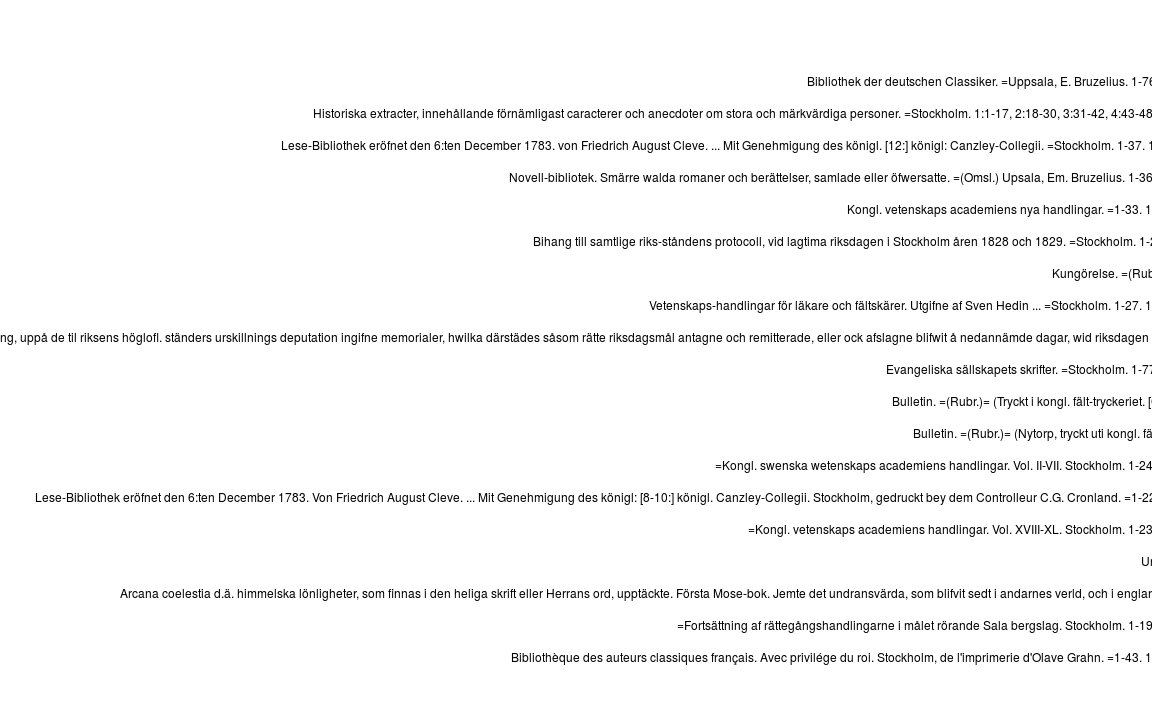 Bibliothek der deutschen Classiker. =Uppsala, E. Bruzelius. 1-76
Historiska extracter, innehållande förnämligast caracterer och anecdoter om stora och märkvärdiga personer. =Stockholm. 1:1-17, 2:18-30, 3:31-42, 4:43-48
Lese-Bibliothek eröfnet den 6:ten December 1783. von Friedrich August Cleve. ... Mit Genehmigung des königl. [12:] königl: Canzley-Collegii. =Stockholm. 1-37. 1
Novell-bibliotek. Smärre walda romaner och berättelser, samlade eller öfwersatte. =(Omsl.) Upsala, Em. Bruzelius. 1-36
Kongl. vetenskaps academiens nya handlingar. =1-33. 1
Bihang till samtlige riks-ståndens protocoll, vid lagtima riksdagen i Stockholm åren 1828 och 1829. =Stockholm. 1-2
Kungörelse. =(Rub
Vetenskaps-handlingar för läkare och fältskärer. Utgifne af Sven Hedin ... =Stockholm. 1-27. 1
ng, uppå de til riksens höglofl. ständers urskillnings deputation ingifne memorialer, hwilka därstädes såsom rätte riksdagsmål antagne och remitterade, eller ock afslagne blifwit å nedannämde dagar, wid riksdagen
Evangeliska sällskapets skrifter. =Stockholm. 1-77
Bulletin. =(Rubr.)= (Tryckt i kongl. fält-tryckeriet. [
Bulletin. =(Rubr.)= (Nytorp, tryckt uti kongl. fä
=Kongl. swenska wetenskaps academiens handlingar. Vol. II-VII. Stockholm. 1-24
Lese-Bibliothek eröfnet den 6:ten December 1783. Von Friedrich August Cleve. ... Mit Genehmigung des königl: [8-10:] königl. Canzley-Collegii. Stockholm, gedruckt bey dem Controlleur C.G. Cronland. =1-22
=Kongl. vetenskaps academiens handlingar. Vol. XVIII-XL. Stockholm. 1-23
Ur
Arcana coelestia d.ä. himmelska lönligheter, som finnas i den heliga skrift eller Herrans ord, upptäckte. Första Mose-bok. Jemte det undransvärda, som blifvit sedt i andarnes verld, och i englar
=Fortsättning af rättegångshandlingarne i målet rörande Sala bergslag. Stockholm. 1-19
Bibliothèque des auteurs classiques français. Avec privilége du roi. Stockholm, de l'imprimerie d'Olave Grahn. =1-43. 1